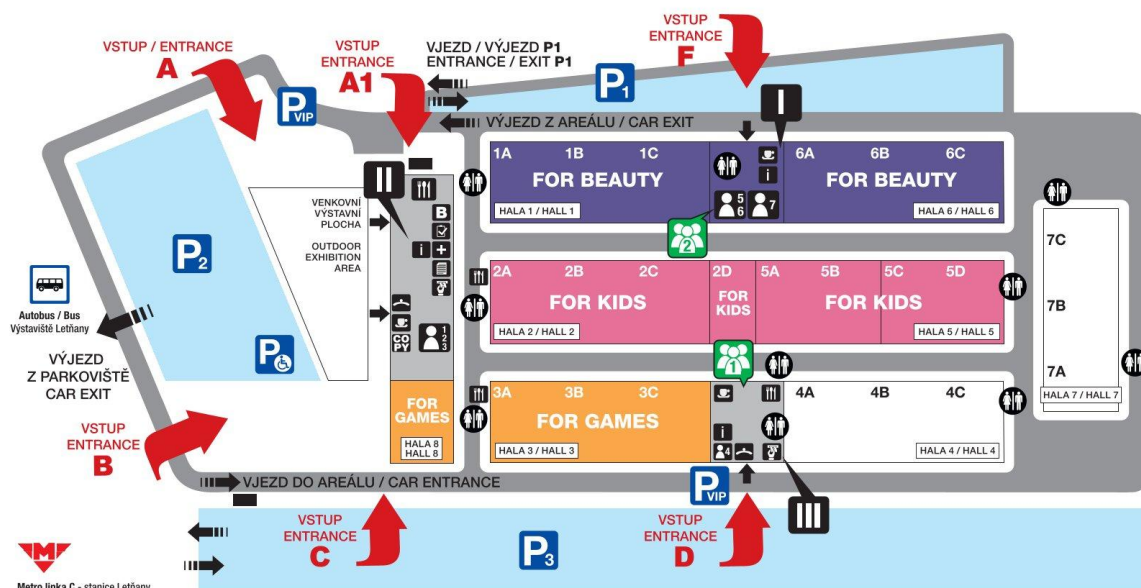 VSTUP / ENTRANCE
A
VSTUP
ENTRANCE
A1
VJEZD / VÝJEZD P1
ENTRANCE / EXIT P1
VSTUP
ENTRANCE
F
P VIP
P1
VÝJEZD Z AREÁLU / CAR EXIT
I
II
1A 1B 1C
FOR BEAUTY
HALA 1 / HALL 1
i
5
6
7
6A 6B 6C
FOR BEAUTY
HALA 6 / HALL 6
2
VENKOVNÍ
VÝSTAVNÍ
PLOCHA
OUTDOOR
EXHIBITION
AREA
B
i
COPY
1
2
3
P2
Autobus / Bus
Výstaviště Letňany
VÝJEZD
Z PARKOVIŠTĚ
CAR EXIT
P
2A 2B 2C
FOR KIDS
HALA 2 / HALL 2
2D
FOR
KIDS
5A 5B 5C 5D
FOR KIDS
HALA 5 / HALL 5
7C
7B
7A
HALA 7 / HALL 7
1
FOR
GAMES
HALA 8
HALL 8
3A 3B 3C
FOR GAMES
HALA 3 / HALL 3
i
4
4A 4B 4C
HALA 4 / HALL 4
VSTUP
ENTRANCE
B
VJEZD DO AREÁLU / CAR ENTRANCE
P VIP
III
VSTUP
ENTRANCE
C
P3
VSTUP
ENTRANCE
D
M
Metro linka C - stanice Letňany